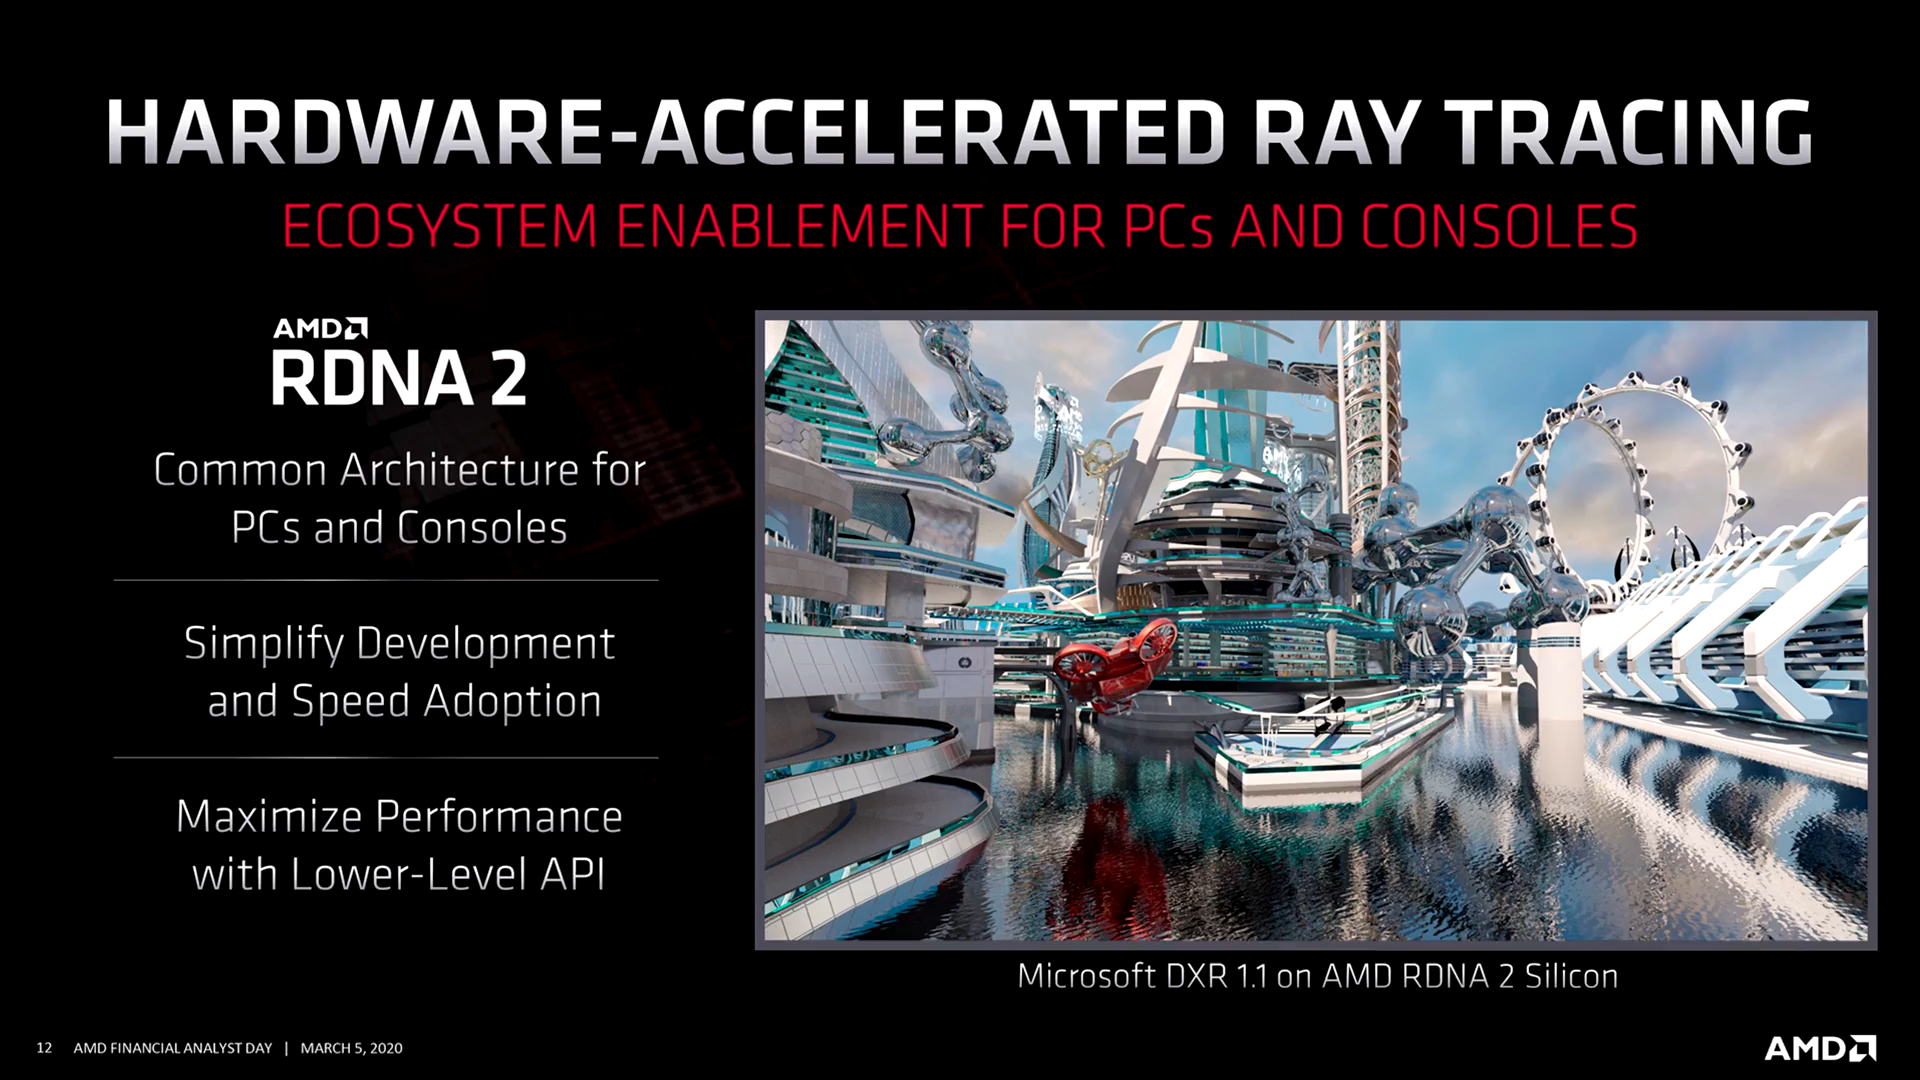 HARDWARE-ACCELERATED RAY TRACING
ECOSYSTEM ENABLEMENT FOR PCs AND CONSOLES
AMD
RDNA 2
Common Architecture for
PCs and Consoles
Simplify Development
and Speed Adoption
Maximize Performance
with Lower-Level API
Microsoft DXR 1.1 on AMD RDNA 2 Silicon
12 AMD FINANCIAL ANALYST DAY | MARCH 5, 2020
AMD